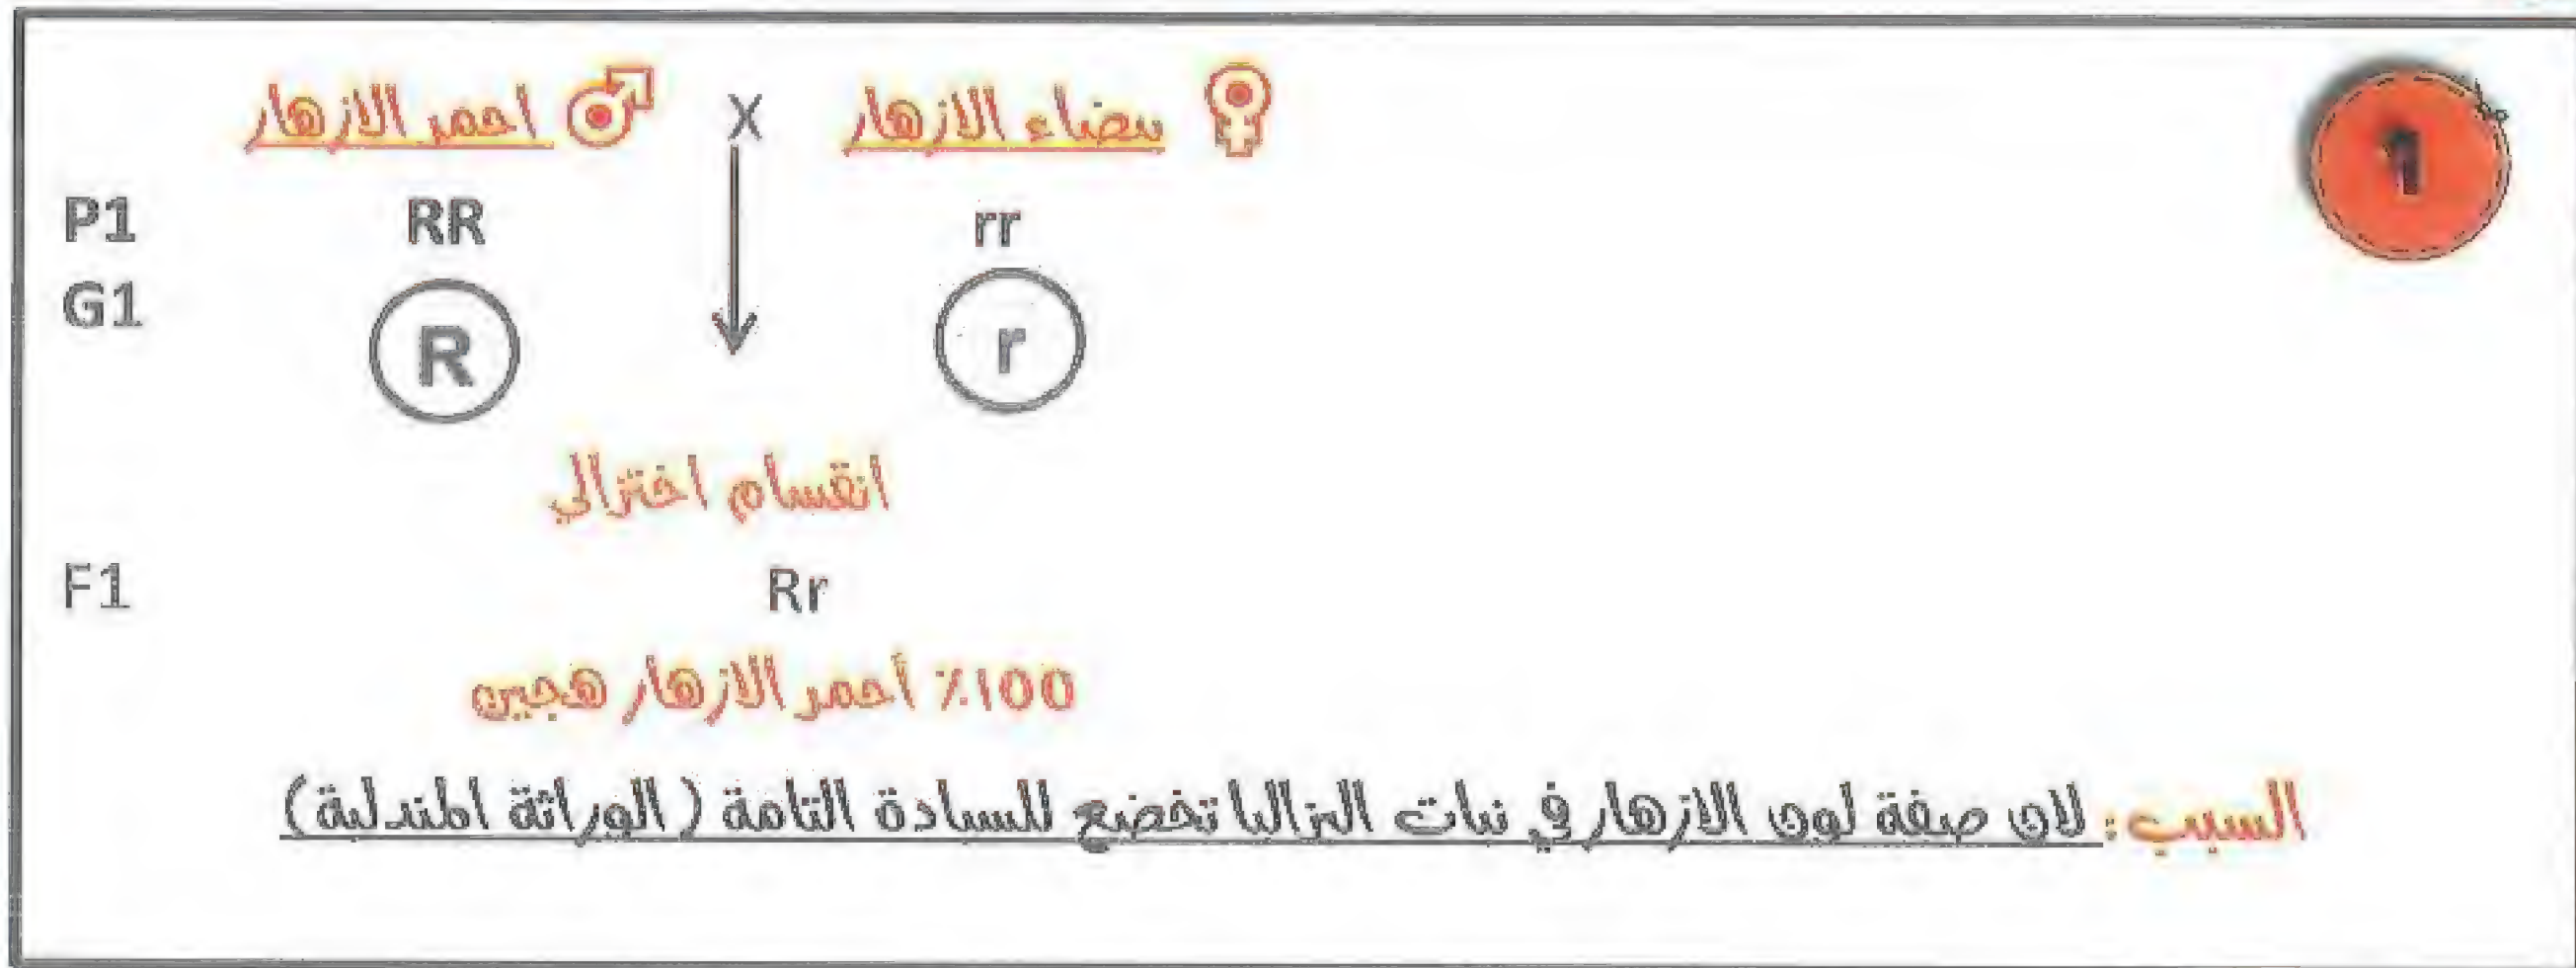 1
احمر الازهار ♂ X بيضاء الازهار ♀
P1 RR rr
G1 R r
انقسام اختزالي
F1 Rr
100٪ أحمر الازهار هجين
السبب: لان صفة لون الازهار في نبات البزاليا تخضع للسيادة التامة (الوراثة المندلية)